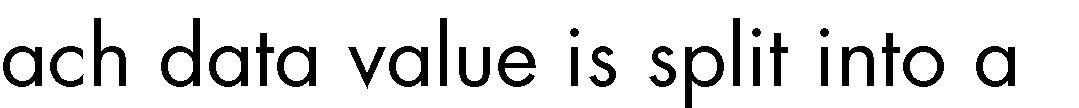 ach data value is split into a